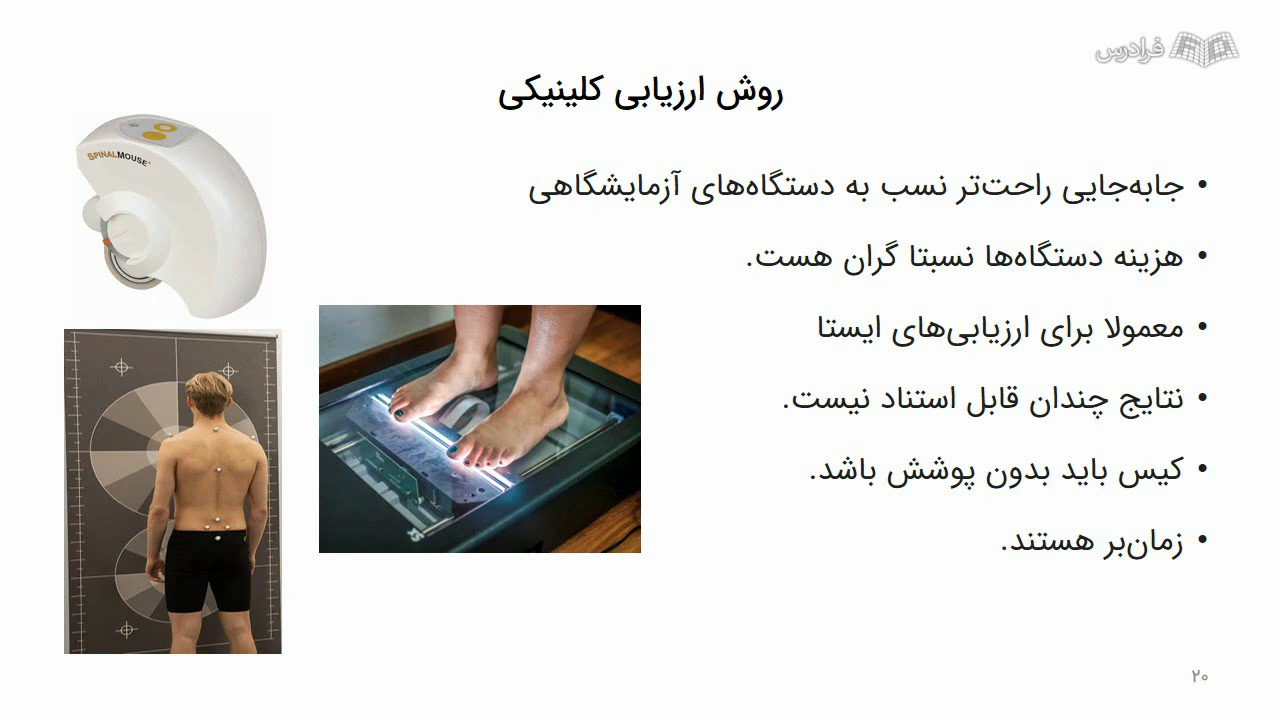 فرادرس
روش ارزیابی کلینیکی
SPINALMOUSE
• جابه‌جایی راحت‌تر نسب به دستگاه‌های آزمایشگاهی
• هزینه دستگاه‌ها نسبتا گران هست.
• معمولا برای ارزیابی‌های ایستا
• نتایج چندان قابل استناد نیست.
• کیس باید بدون پوشش باشد.
• زمان‌بر هستند.
۲۰